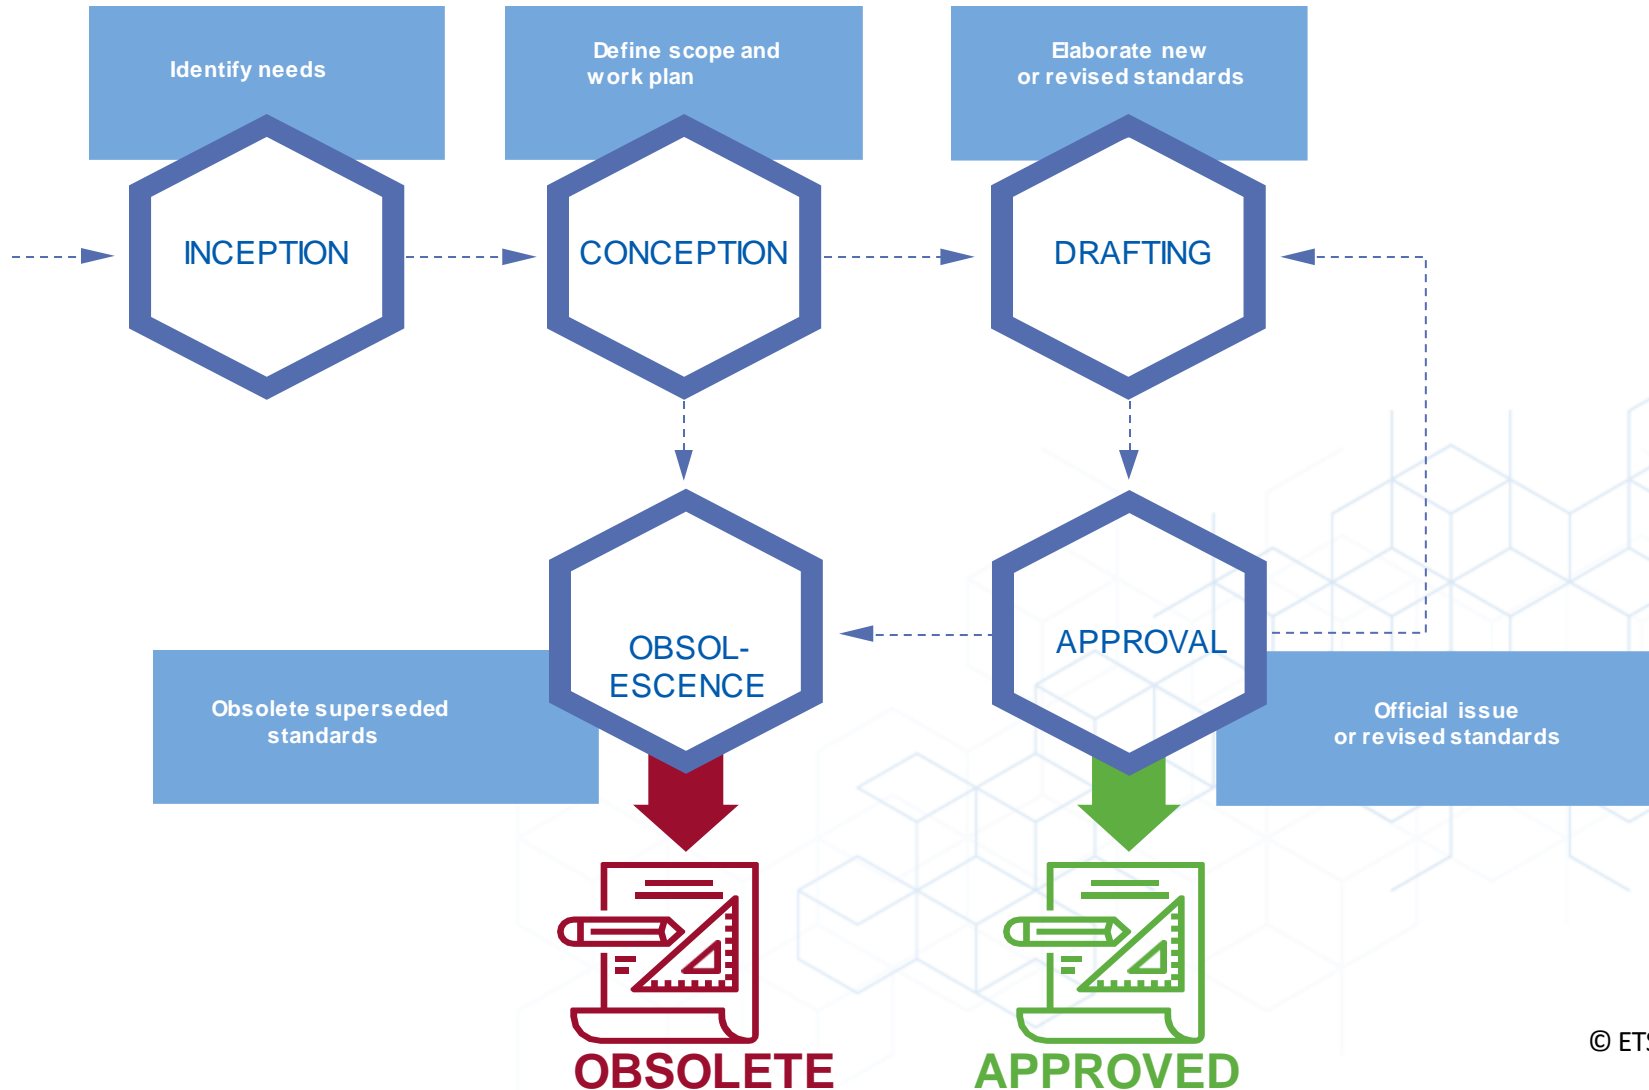 Identify needs
Define scope and
work plan
Elaborate new
or revised standards
INCEPTION
CONCEPTION
DRAFTING
OBSOL-
ESCENCE
APPROVAL
Obsolete superseded
standards
Official issue
or revised standards
OBSOLETE
APPROVED
© ETS